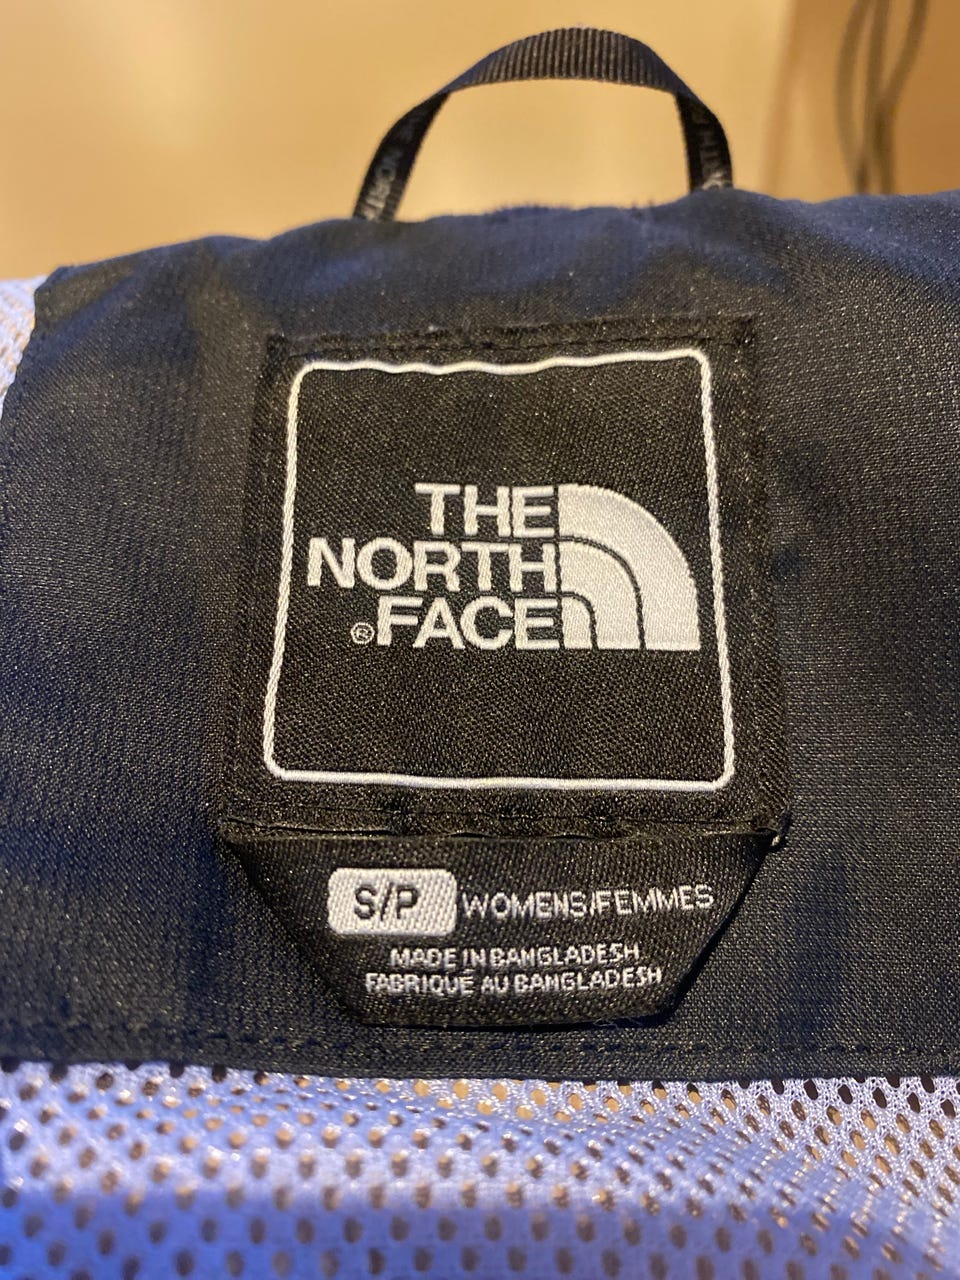 THE
NORTH
®FACE
S/P WOMENS/FEMMES
MADE IN BANGLADESH
FABRIQUÉ AU BANGLADESH